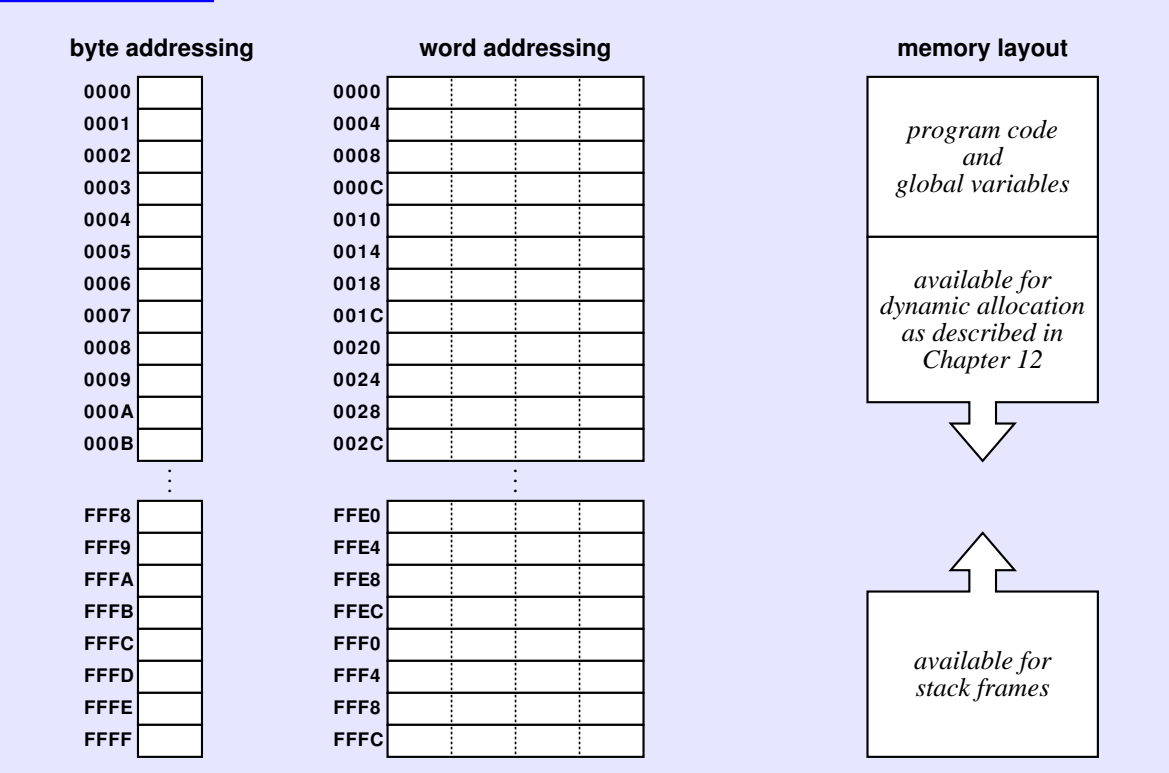 byte addressing
0000
0001
0002
0003
0004
0005
0006
0007
0008
0009
000A
000B
FFF8
FFF9
FFFA
FFFB
FFFC
FFFD
FFFE
FFFF
word addressing
0000
0004
0008
000C
0010
0014
0018
001C
0020
0024
0028
002C
FFE0
FFE4
FFE8
FFEC
FFF0
FFF4
FFF8
FFFC
memory layout
program code
and
global variables
available for
dynamic allocation
as described in
Chapter 12
available for
stack frames